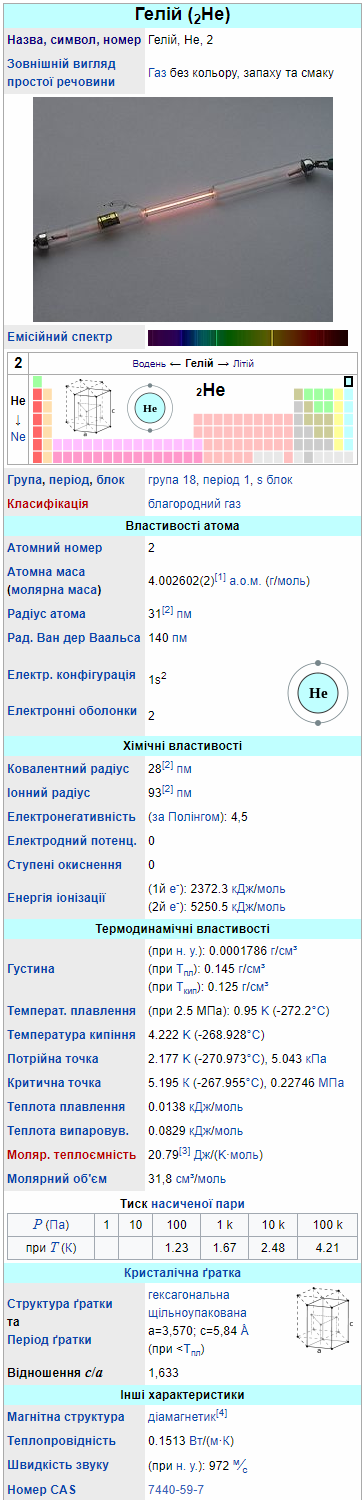 Гелій (₂He)
Назва, символ, номер Гелій, He, 2
Зовнішній вигляд
простої речовини
Газ без кольору, запаху та смаку
Емісійний спектр
2
Водень ← Гелій → Літій
He
↓
Ne
a
c
He
₂He
Група, період, блок група 18, період 1, s блок
Класифікація благородний газ
Властивості атома
Атомний номер 2
Атомна маса
(молярна маса)
4.002602(2)[1] а.о.м. (г/моль)
Радіус атома 31[2] пм
Рад. Ван дер Ваальса 140 пм
Електр. конфігурація 1s²
Електронні оболонки 2
He
Хімічні властивості
Ковалентний радіус 28[2] пм
Іонний радіус 93[2] пм
Електронегативність (за Полінгом): 4,5
Електродний потенц. 0
Ступені окиснення 0
Енергія іонізації
(1й e⁻): 2372.3 кДж/моль
(2й e⁻): 5250.5 кДж/моль
Термодинамічні властивості
Густина
(при н. у.): 0.0001786 г/см³
(при Tпл): 0.145 г/см³
(при Tкип): 0.125 г/см³
Температ. плавлення (при 2.5 МПа): 0.95 K (-272.2°C)
Температура кипіння 4.222 K (-268.928°C)
Потрійна точка 2.177 K (-270.973°C), 5.043 кПа
Критична точка 5.195 К (-267.955°C), 0.22746 МПа
Теплота плавлення 0.0138 кДж/моль
Теплота випаровув. 0.0829 кДж/моль
Моляр. теплоємність 20.79[3] Дж/(К·моль)
Молярний об'єм 31,8 см³/моль
Тиск насиченої пари
P (Па) 1 10 100 1 k 10 k 100 k
при T (К) 1.23 1.67 2.48 4.21
Кристалічна ґратка
Структура ґратки
та
Період ґратки
гексагональна
щільноупакована
a=3,570; c=5,84 Å
(при <Tпл)
a
c
Відношення c/a 1,633
Інші характеристики
Магнітна структура діамагнетик[4]
Теплопровідність 0.1513 Вт/(м·К)
Швидкість звуку (при н. у.): 972 м/с
Номер CAS 7440-59-7